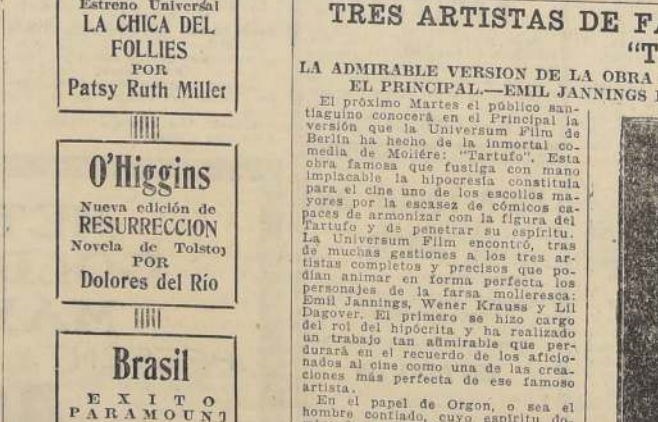 Estreno Universal
LA CHICA DEL
FOLLIES
POR
Patsy Ruth Miller
O'Higgins
Nueva edición de
RESURRECCION
Novela de Tolstoy
POR
Dolores del Río
Brasil
EXITO
PARAMOUNT
TRES ARTISTAS DE
LA ADMIRABLE VERSION DE LA OBRA
EL PRINCIPAL.—EMIL JANNINGS
El próximo Martes el público san-
tiaguino conocerá en el Principal la
versión que la Universum Film de
Berlín ha hecho de la inmortal co-
media de Moliére: "Tartufo". Esta
obra famosa que fustiga con mano
implacable la hipocresía constituía
para el cine uno de los escollos ma-
yores por la escasez de cómicos ca-
paces de armonizar con la figura del
Tartufo y de penetrar su espíritu.
La Universum Film encontró, tras
de muchas gestiones a los tres ar-
tistas completos y precisos que po-
dían animar en forma perfecta los
personajes de la farsa molieresca:
Emil Jannings, Wener Krauss y Lil
Dagover. El primero se hizo cargo
del rol del hipócrita y ha realizado
un trabajo tan admirable que per-
durará en el recuerdo de los aficio-
nados al cine como una de las crea-
ciones más perfecta de ese famoso
artista.
En el papel de Orgon, o sea el
hombre confiado, cuyo espíritu do-